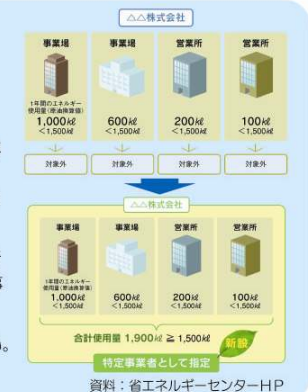 △△株式会社
事業場 事業場 営業所 営業所
1年間のエネルギー
使用量(原油換算値)
1,000kℓ 600kℓ 200kℓ 100kℓ
<1,500kℓ <1,500kℓ <1,500kℓ <1,500kℓ
対象外 対象外 対象外 対象外
△△株式会社
事業場 事業場 営業所 営業所
1年間のエネルギー
使用量(原油換算値)
1,000kℓ 600kℓ 200kℓ 100kℓ
<1,500kℓ <1,500kℓ <1,500kℓ <1,500kℓ
合計使用量 1,900kℓ ≧ 1,500kℓ
新設
特定事業者として指定
い。
資料：省エネルギーセンターHP